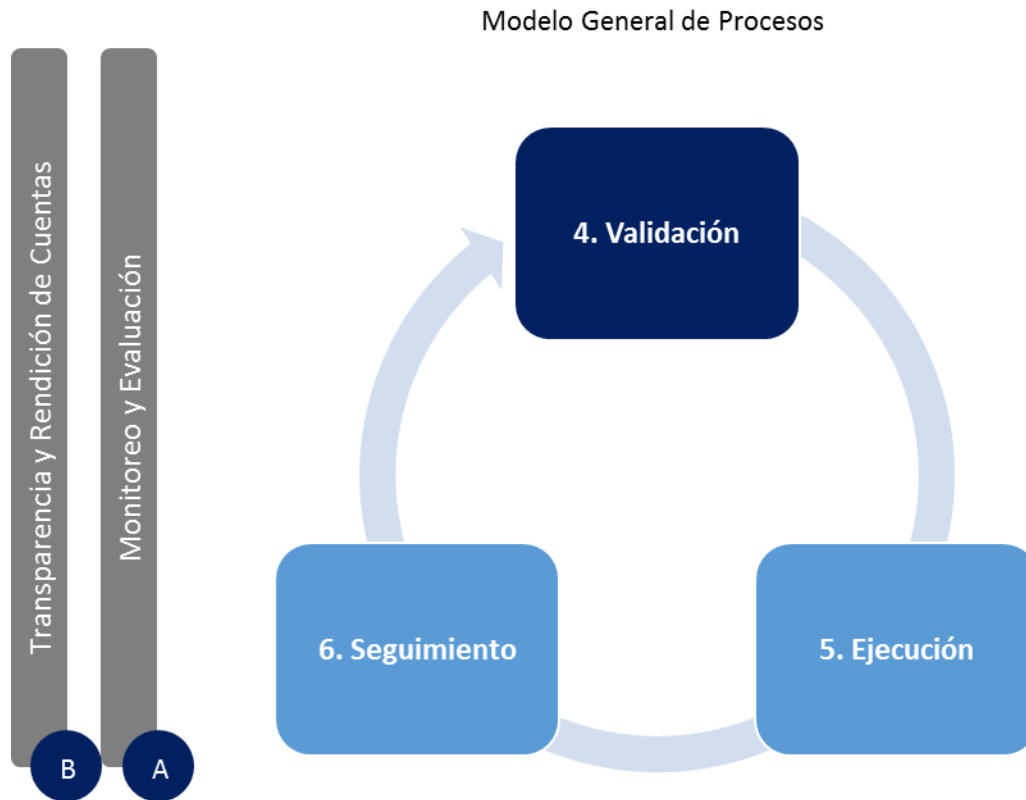 Modelo General de Procesos
Transparencia y Rendición de Cuentas
Monitoreo y Evaluación
4. Validación
6. Seguimiento
5. Ejecución
B
A